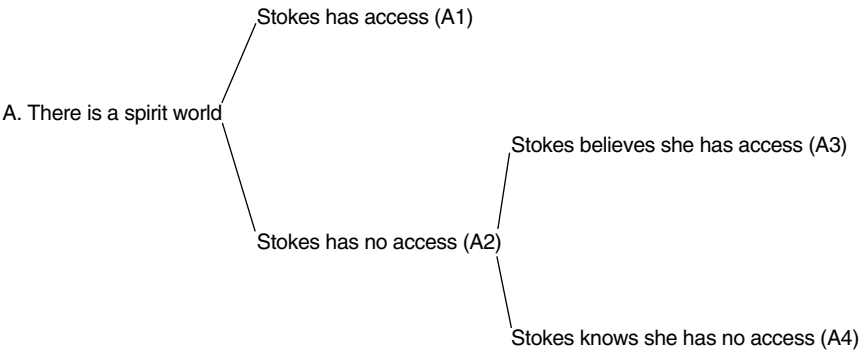 Stokes has access (A1)
A. There is a spirit world
Stokes believes she has access (A3)
Stokes has no access (A2)
Stokes knows she has no access (A4)